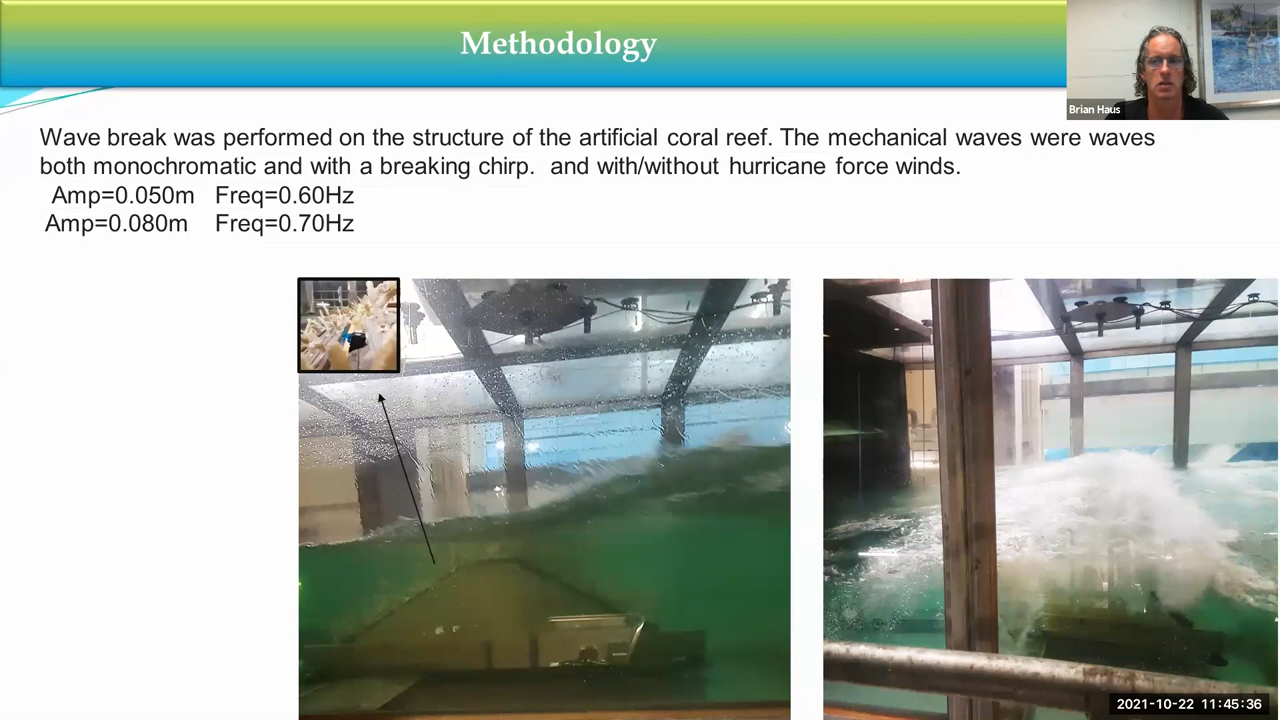 Methodology
Brian Haus
Wave break was performed on the structure of the artificial coral reef. The mechanical waves were waves
both monochromatic and with a breaking chirp.  and with/without hurricane force winds.
Amp=0.050m   Freq=0.60Hz
Amp=0.080m   Freq=0.70Hz
2021-10-22 11:45:36